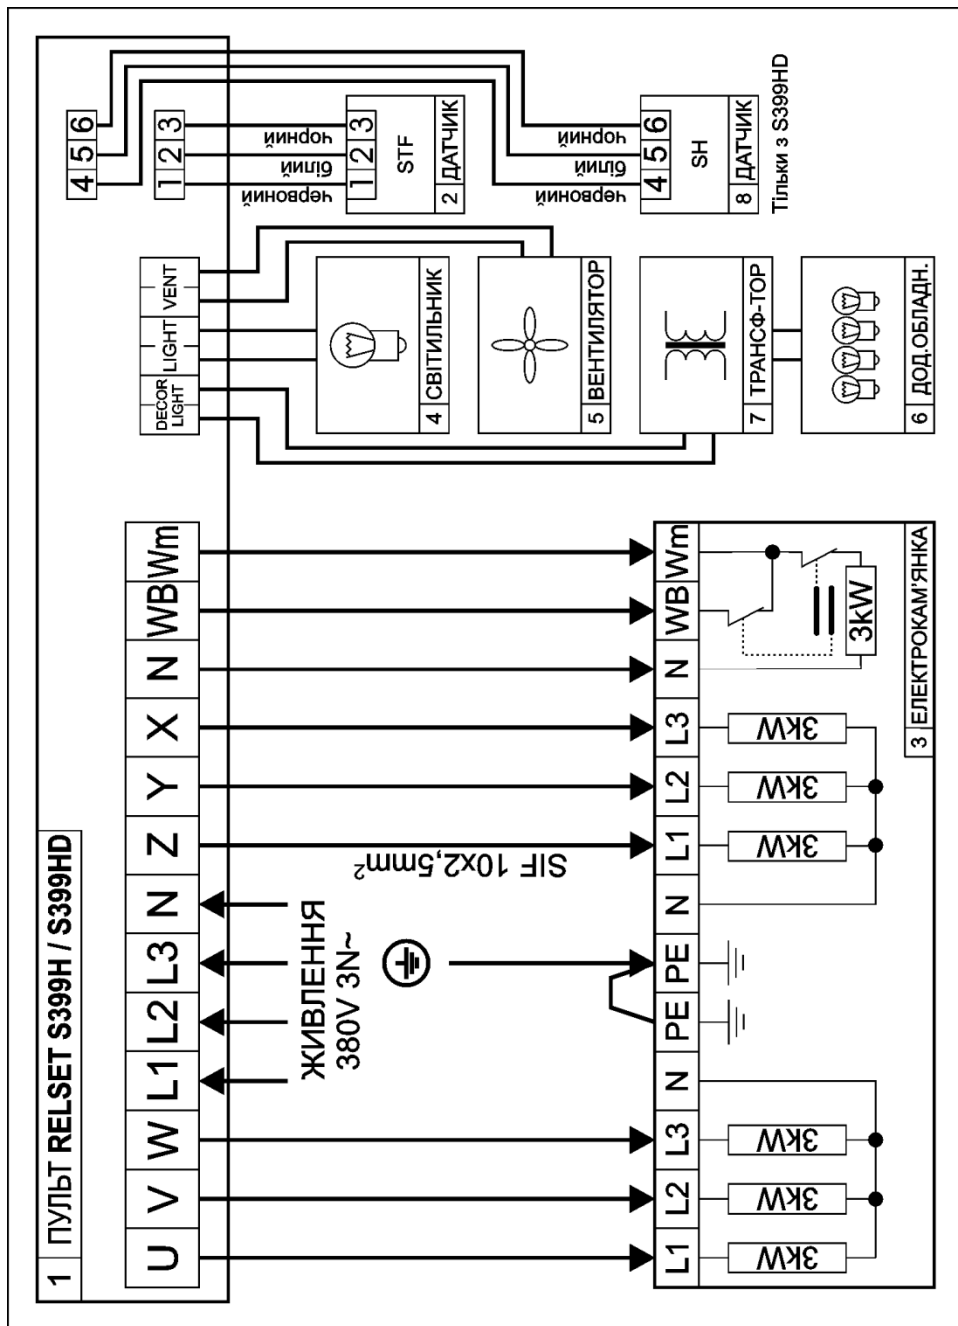 1 ПУЛЬТ RELSET S399H / S399HD
U V W L1 L2 L3 N Z Y X N WB Wm
DECOR LIGHT
LIGHT
VENT
1 2 3
4 5 6
ЖИВЛЕННЯ
380V 3N~
SIF 10x2,5mm²
червоний
білий
чорний
червоний
білий
чорний
4 СВІТИЛЬНИК
5 ВЕНТИЛЯТОР
7 ТРАНСФ-ТОР
6 ДОД.ОБЛАДН.
1 2 3
STF
2 ДАТЧИК
4 5 6
SH
8 ДАТЧИК
Тільки з S399HD
L1 L2 L3 N PE PE N L1 L2 L3 N WB Wm
3kW 3kW 3kW 3kW 3kW 3kW 3kW
3 ЕЛЕКТРОКАМ'ЯНКА